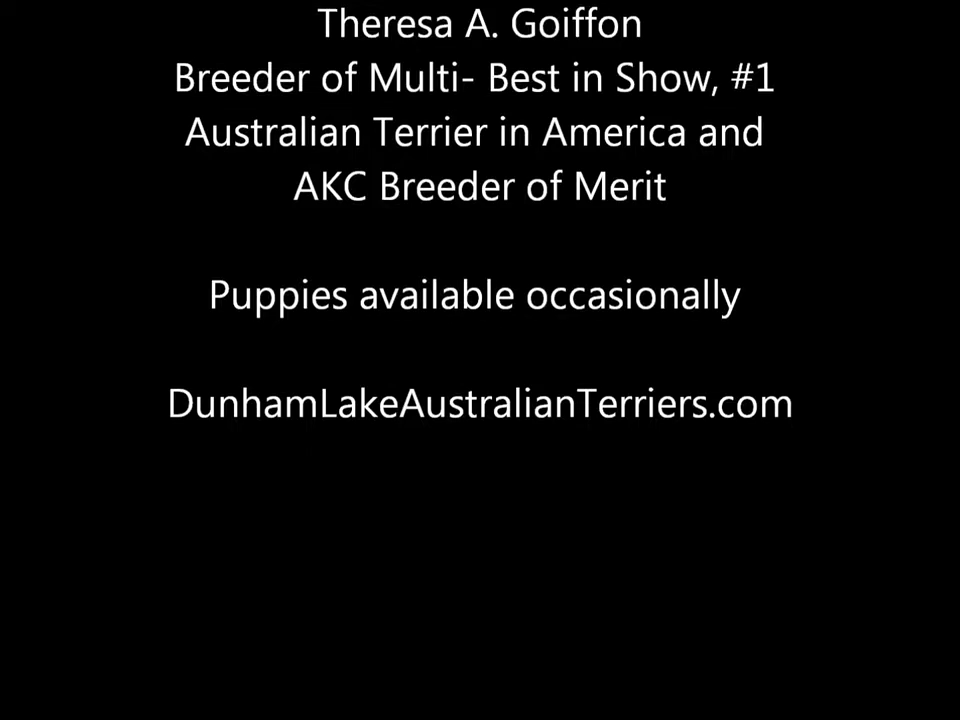 Theresa A. Goiffon
Breeder of Multi- Best in Show, #1
Australian Terrier in America and
AKC Breeder of Merit
Puppies available occasionally
DunhamLakeAustralianTerriers.com